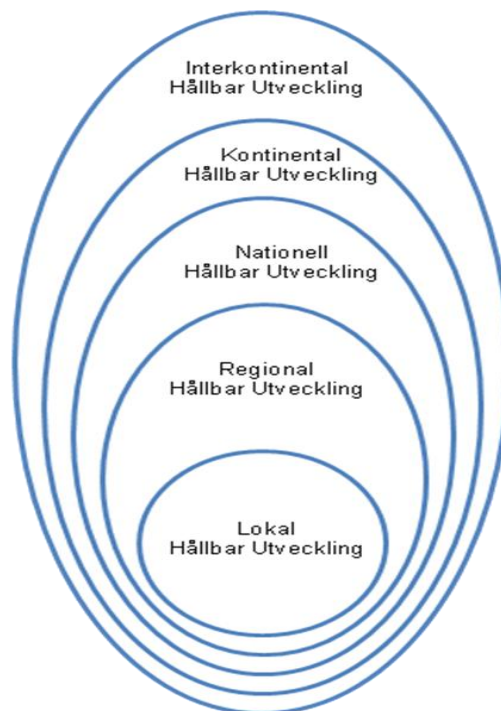 Interkontinental
Hållbar Utveckling
Kontinental
Hållbar Utveckling
Nationell
Hållbar Utveckling
Regional
Hållbar Utveckling
Lokal
Hållbar Utveckling